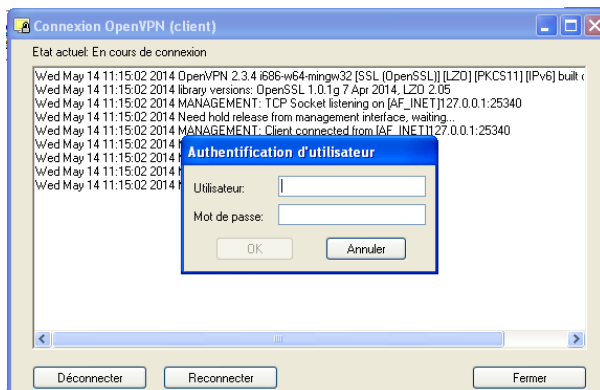 Connexion OpenVPN (client)
Etat actuel: En cours de connexion
Wed May 14 11:15:02 2014 OpenVPN 2.3.4 i686-w64-mingw32 [SSL (OpenSSL)] [LZO] [PKCS11] [IPv6] built
Wed May 14 11:15:02 2014 library versions: OpenSSL 1.0.1g 7 Apr 2014, LZO 2.05
Wed May 14 11:15:02 2014 MANAGEMENT: TCP Socket listening on [AF_INET]127.0.0.1:25340
Wed May 14 11:15:02 2014 Need hold release from management interface, waiting...
Wed May 14 11:15:02 2014 MANAGEMENT: Client connected from [AF_INET]127.0.0.1:25340
Wed May 14 11:15:02 2014
Wed May 14 11:15:02 2014
Wed May 14 11:15:02 2014
Wed May 14 11:15:02 2014
Authentification d'utilisateur
Utilisateur:
Mot de passe:
OK Annuler
Déconnecter Reconnecter Fermer